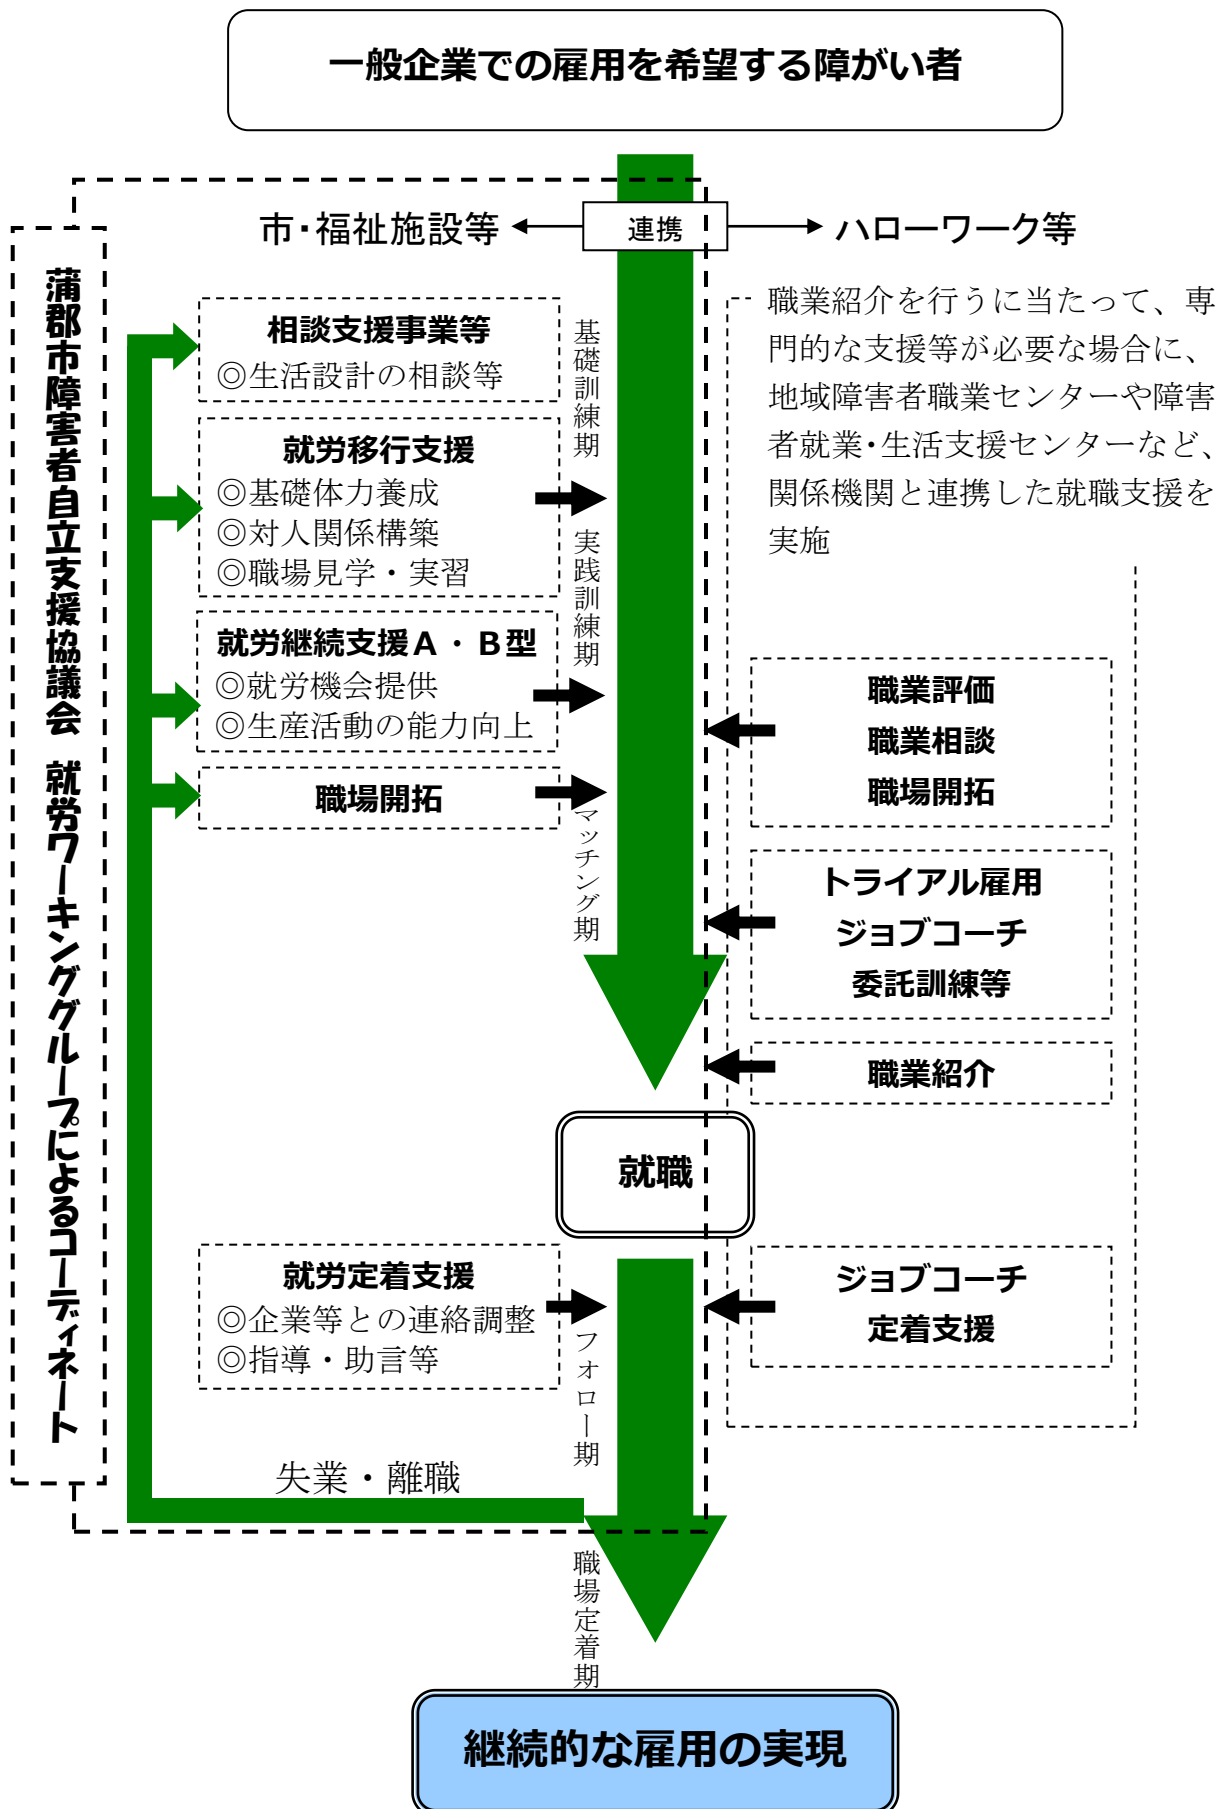 一般企業での雇用を希望する障がい者
市・福祉施設等
連携
ハローワーク等
蒲郡市障害者自立支援協議会 就労ワーキンググループによるコーディネート
相談支援事業等
◎生活設計の相談等
就労移行支援
◎基礎体力養成
◎対人関係構築
◎職場見学・実習
就労継続支援A・B型
◎就労機会提供
◎生産活動の能力向上
職場開拓
基礎訓練期
実践訓練期
マッチング期
職業紹介を行うに当たって、専
門的な支援等が必要な場合に、
地域障害者職業センターや障害
者就業・生活支援センターなど、
関係機関と連携した就職支援を
実施
職業評価
職業相談
職場開拓
トライアル雇用
ジョブコーチ
委託訓練等
職業紹介
就職
就労定着支援
◎企業等との連絡調整
◎指導・助言等
フォロー期
ジョブコーチ
定着支援
失業・離職
職場定着期
継続的な雇用の実現